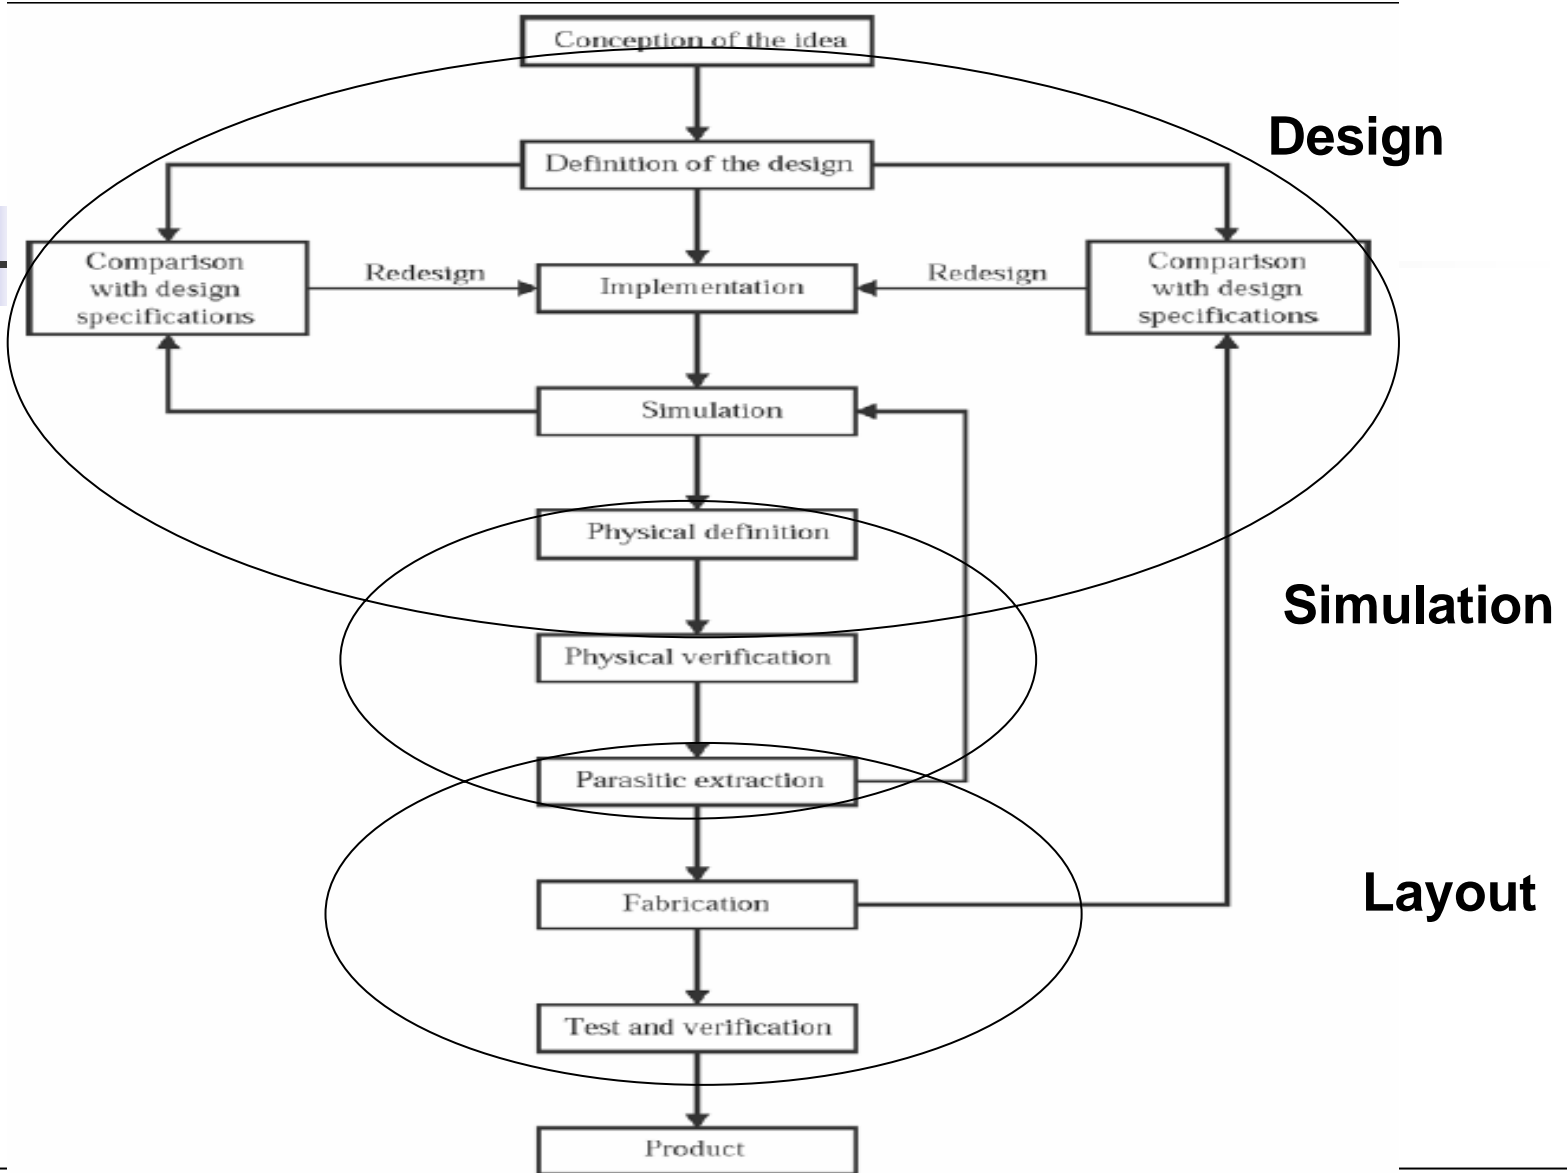 Conception of the idea
Design
Definition of the design
Comparison
with design
specifications
Redesign
Implementation
Redesign
Comparison
with design
specifications
Simulation
Physical definition
Simulation
Physical verification
Parasitic extraction
Fabrication
Layout
Test and verification
Product